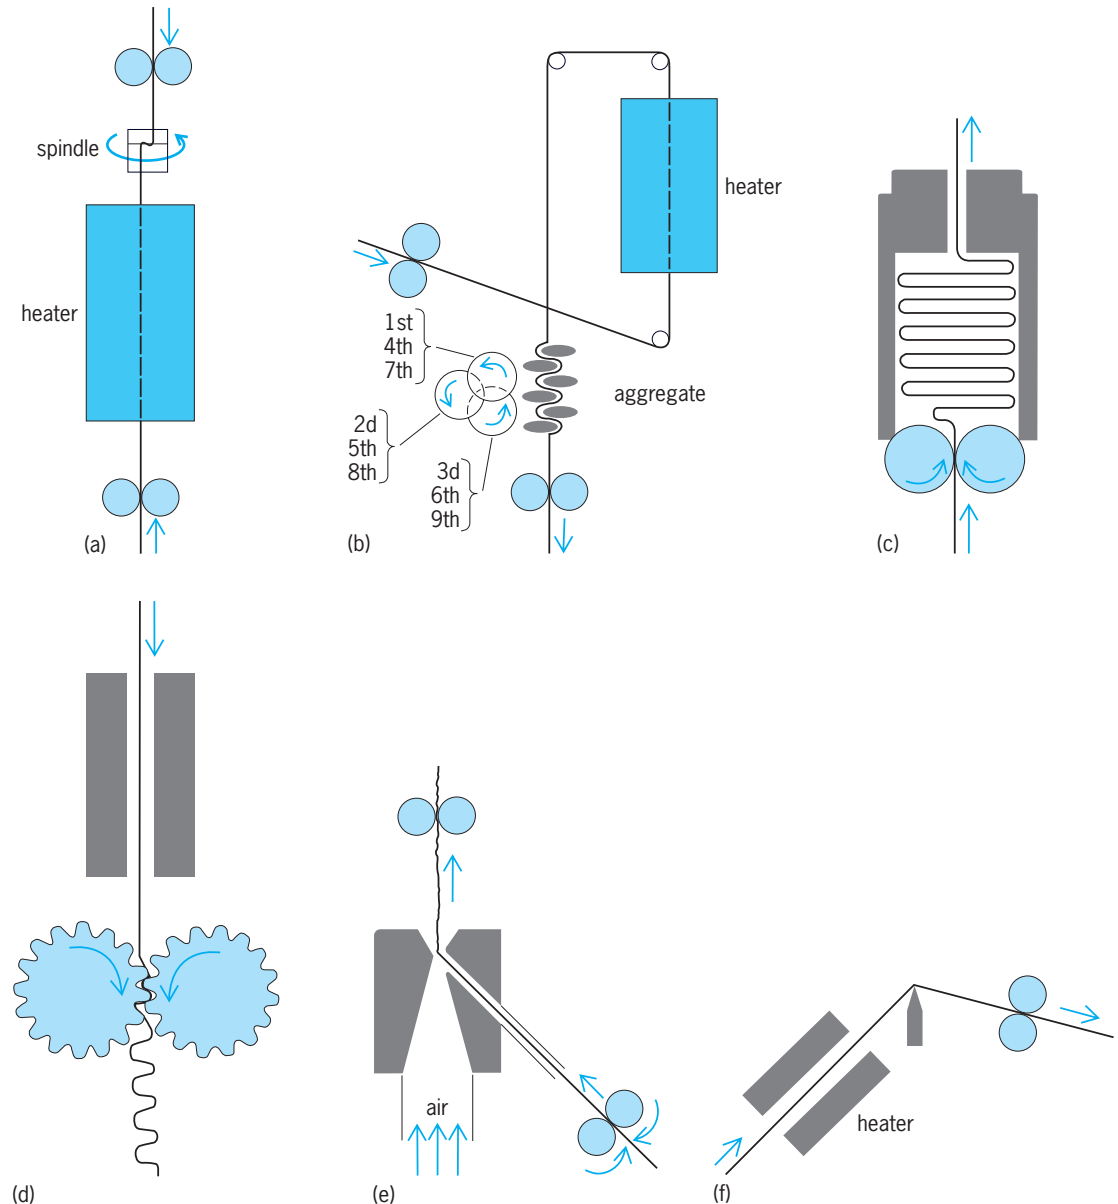 spindle
heater
(a)
heater
1st
4th
7th
aggregate
2d
5th
8th
3d
6th
9th
(b)
(c)
(d)
air
(e)
heater
(f)